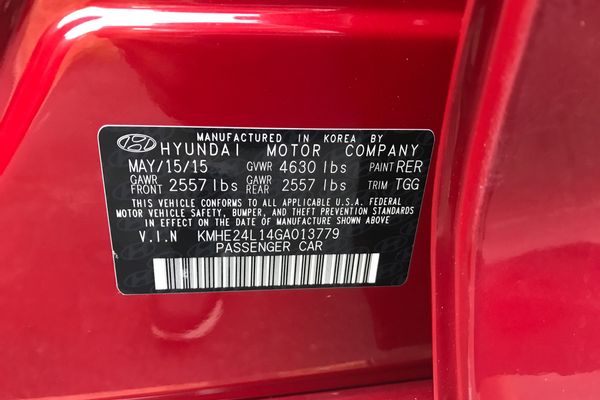 MANUFACTURED IN KOREA BY
HYUNDAI MOTOR COMPANY
MAY/15/15 GVWR 4630 lbs PAINT RER
GAWR FRONT 2557 lbs GAWR REAR 2557 lbs TRIM TGG
THIS VEHICLE CONFORMS TO ALL APPLICABLE U.S.A. FEDERAL
MOTOR VEHICLE SAFETY, BUMPER, AND THEFT PREVENTION STANDARDS
IN EFFECT ON THE DATE OF MANUFACTURE SHOWN ABOVE
V.I.N KMHE24L14GA013779
PASSENGER CAR